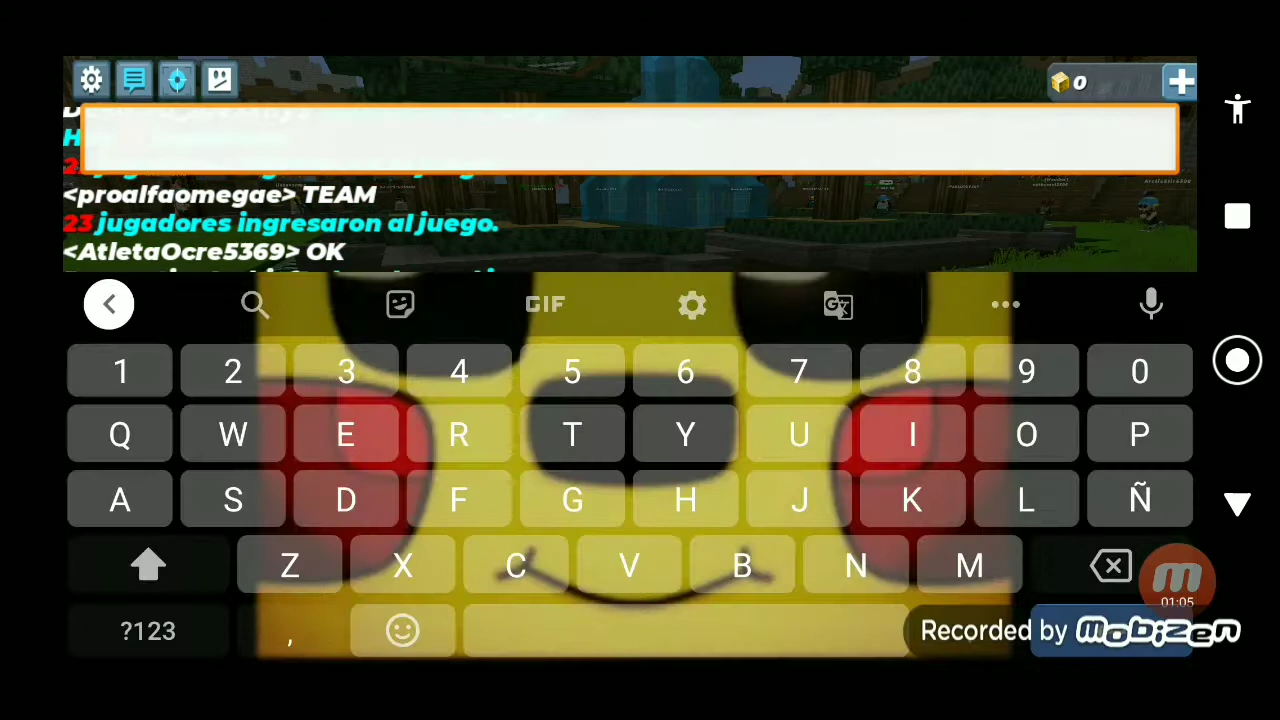 0
<proalfaomegae> TEAM
23 jugadores ingresaron al juego.
<AtletaOcre5369> OK
GIF
1 2 3 4 5 6 7 8 9 0
Q W E R T Y U I O P
A S D F G H J K L Ñ
Z X C V B N M
01:05
?123 ,
Recorded by Mobizen